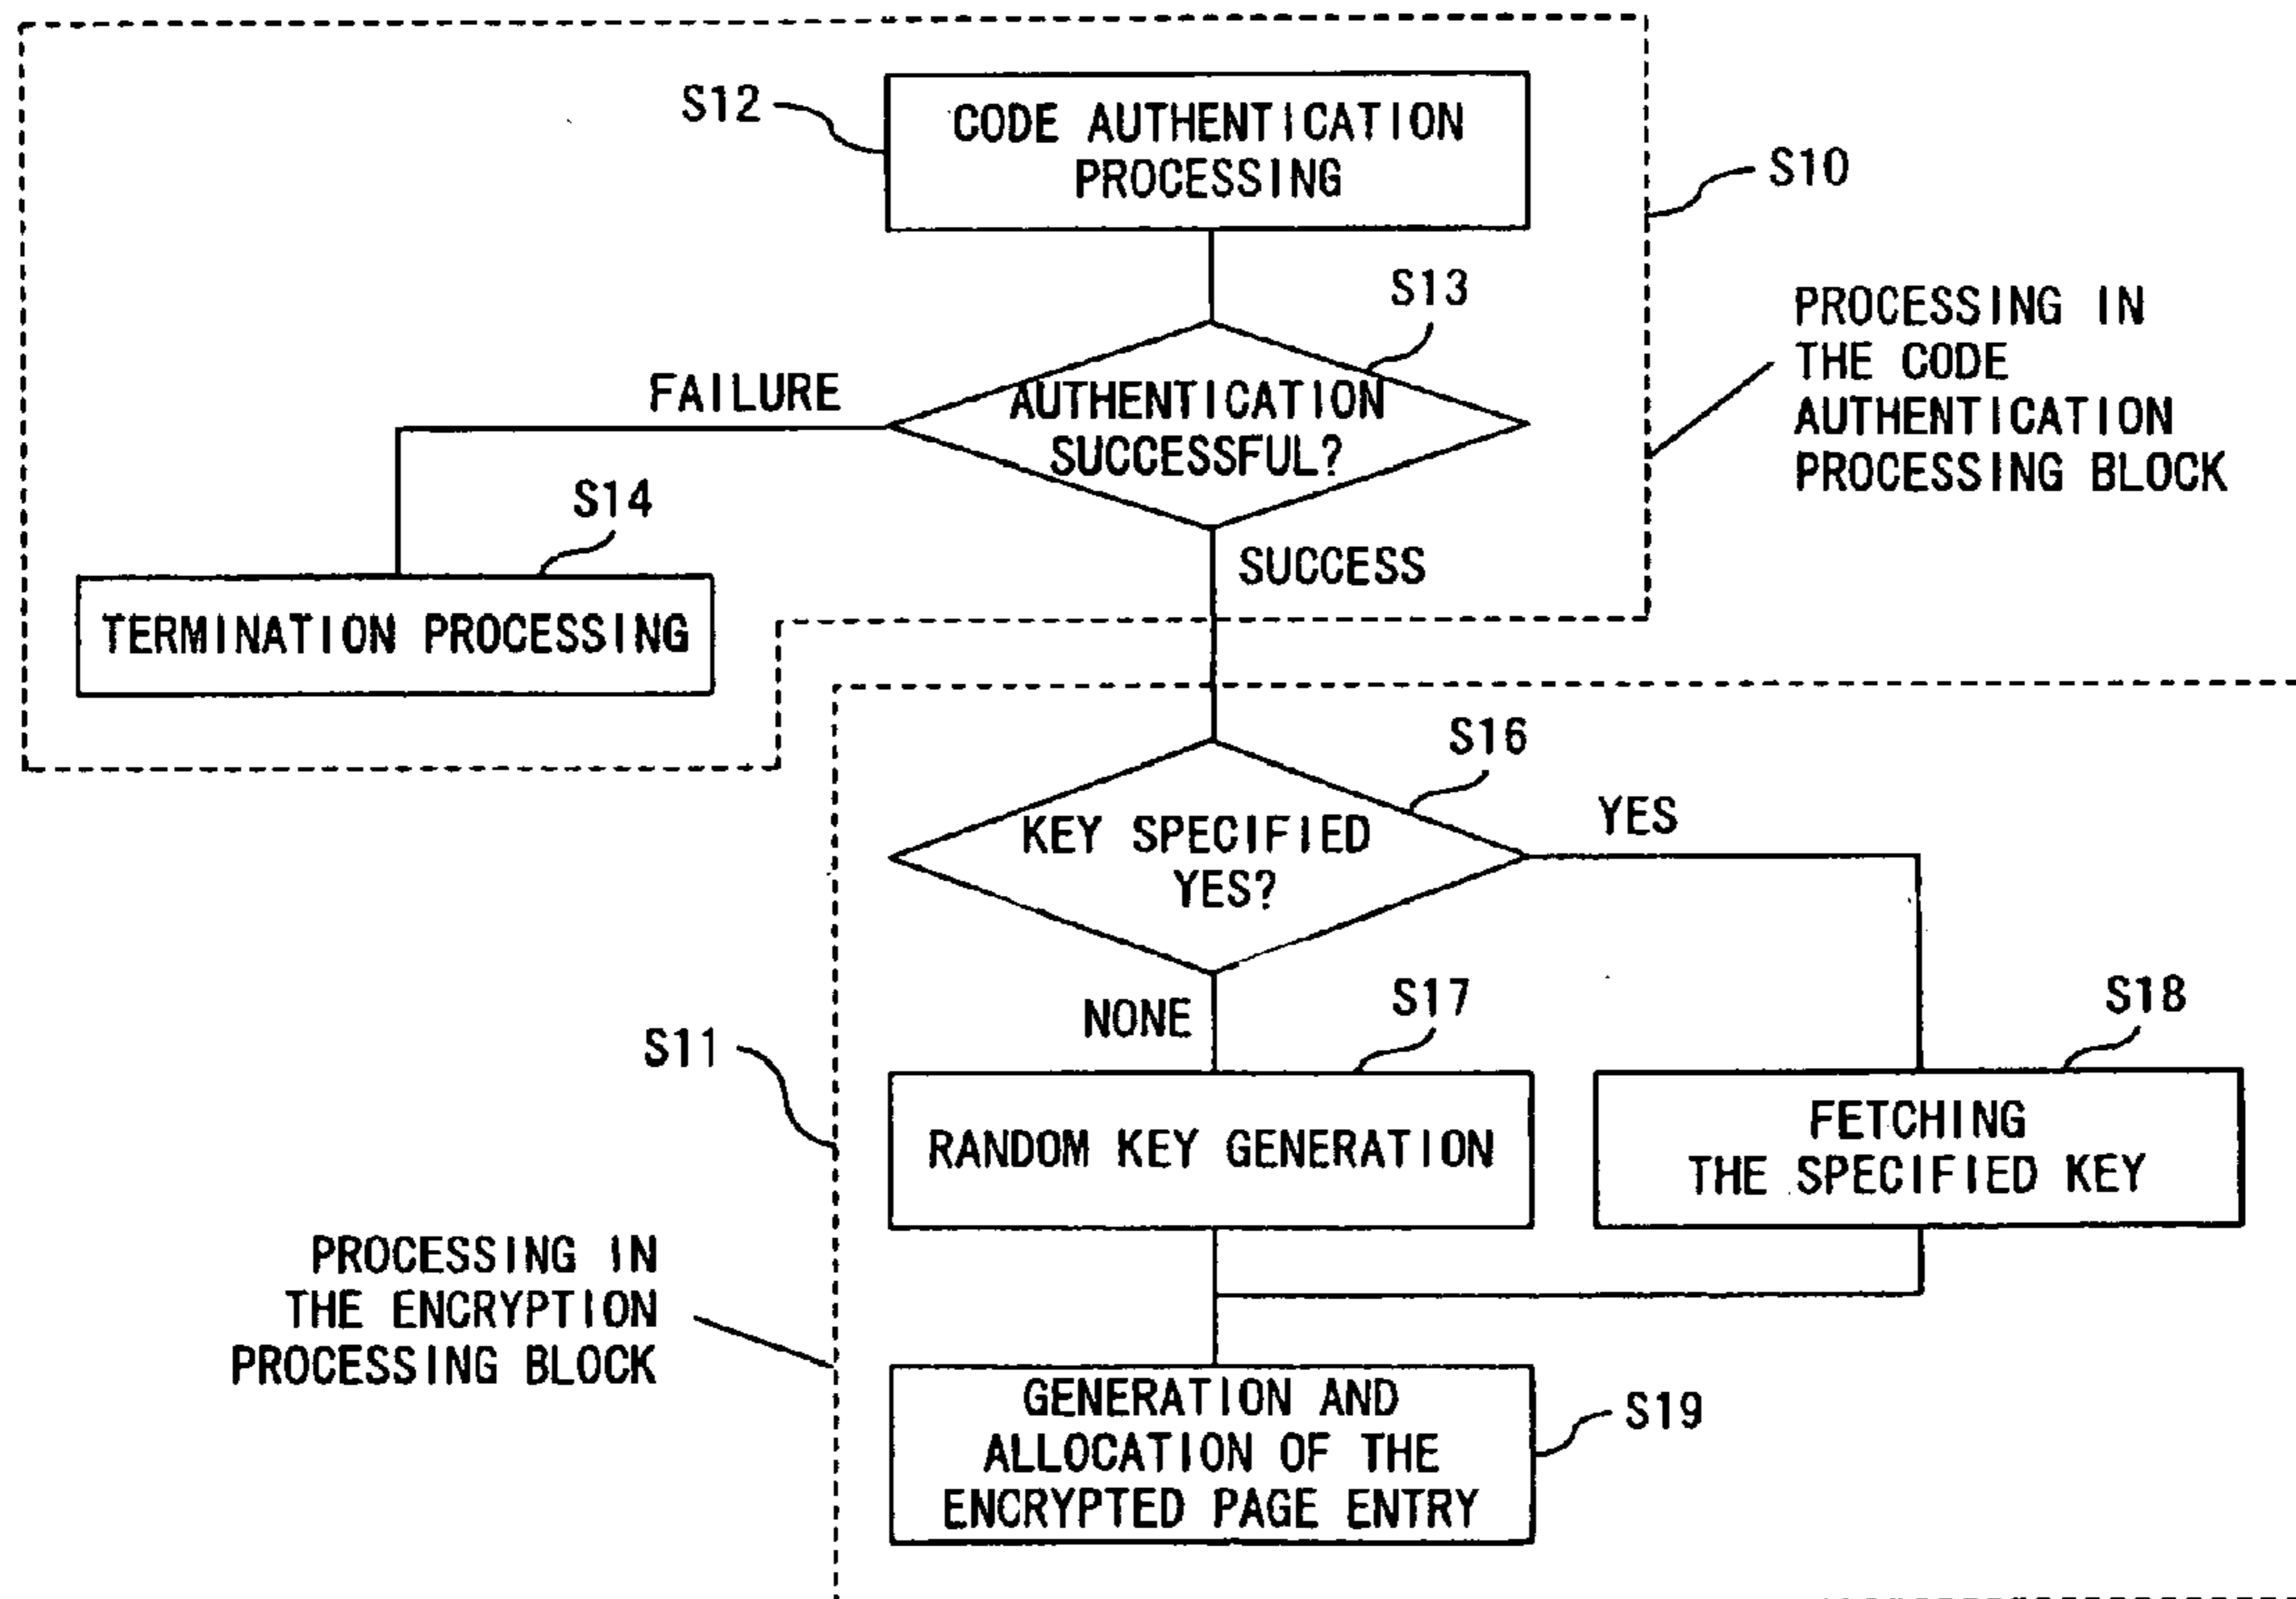 S12
CODE AUTHENTICATION
PROCESSING
S10
S13
PROCESSING IN
THE CODE
AUTHENTICATION
PROCESSING BLOCK
FAILURE
AUTHENTICATION
SUCCESSFUL?
S14
SUCCESS
TERMINATION PROCESSING
S16
YES
KEY SPECIFIED
YES?
NONE
S17
S18
S11
RANDOM KEY GENERATION
FETCHING
THE SPECIFIED KEY
PROCESSING IN
THE ENCRYPTION
PROCESSING BLOCK
GENERATION AND
ALLOCATION OF THE
ENCRYPTED PAGE ENTRY
S19